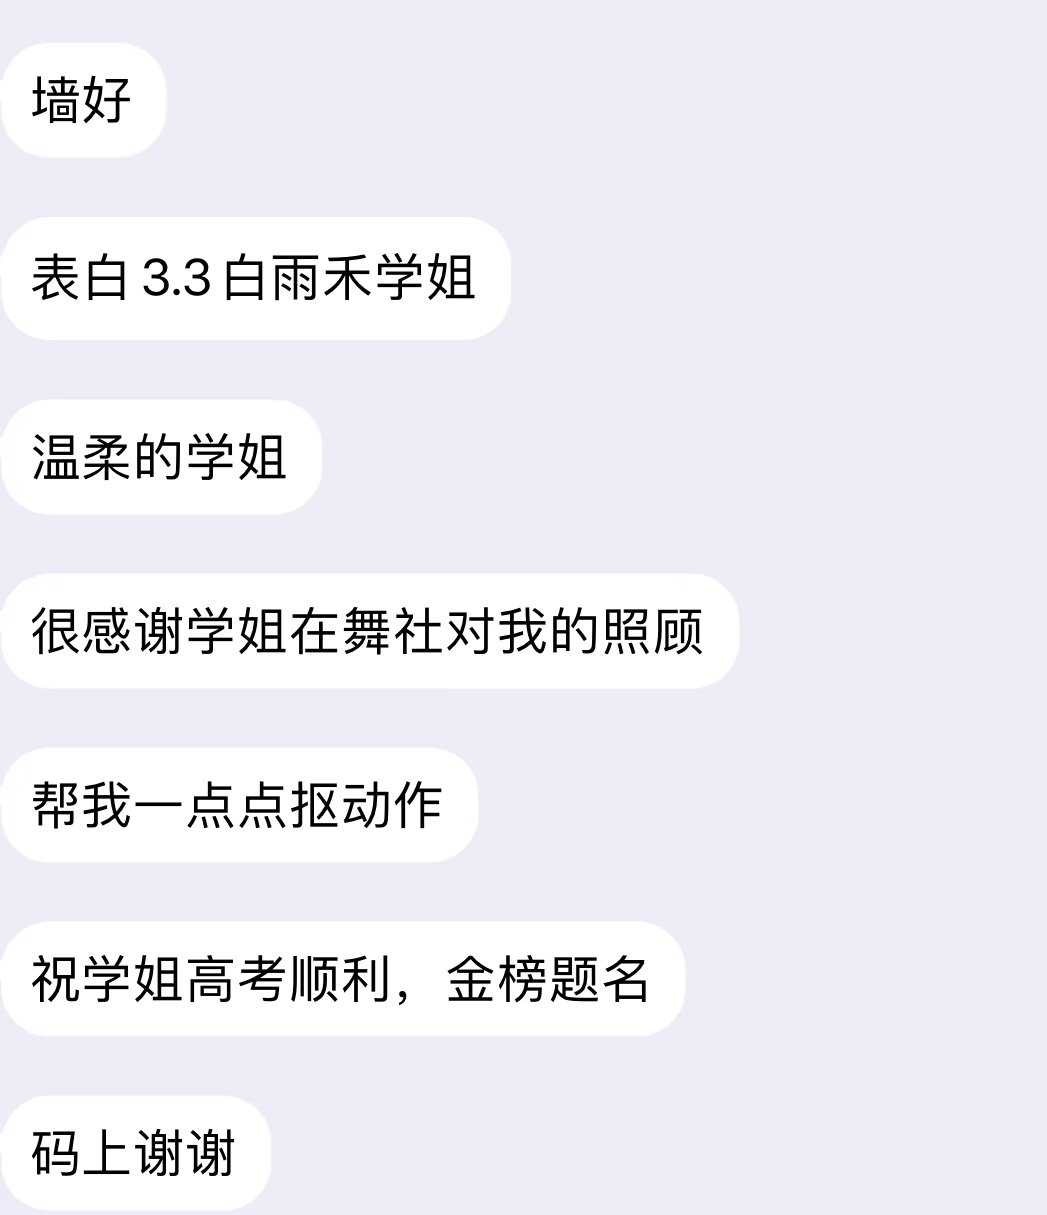 墙好
表白3.3白雨禾学姐
温柔的学姐
很感谢学姐在舞社对我的照顾
帮我一点点抠动作
祝学姐高考顺利，金榜题名
码上谢谢